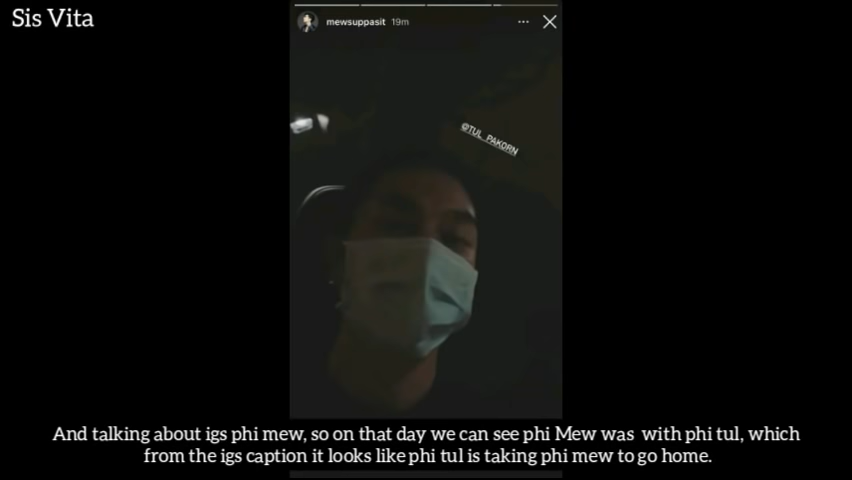 Sis Vita
mewsuppasit 19m
@TUL_PAKORN
And talking about igs phi mew, so on that day we can see phi Mew was with phi tul, which
from the igs caption it looks like phi tul is taking phi mew to go home.